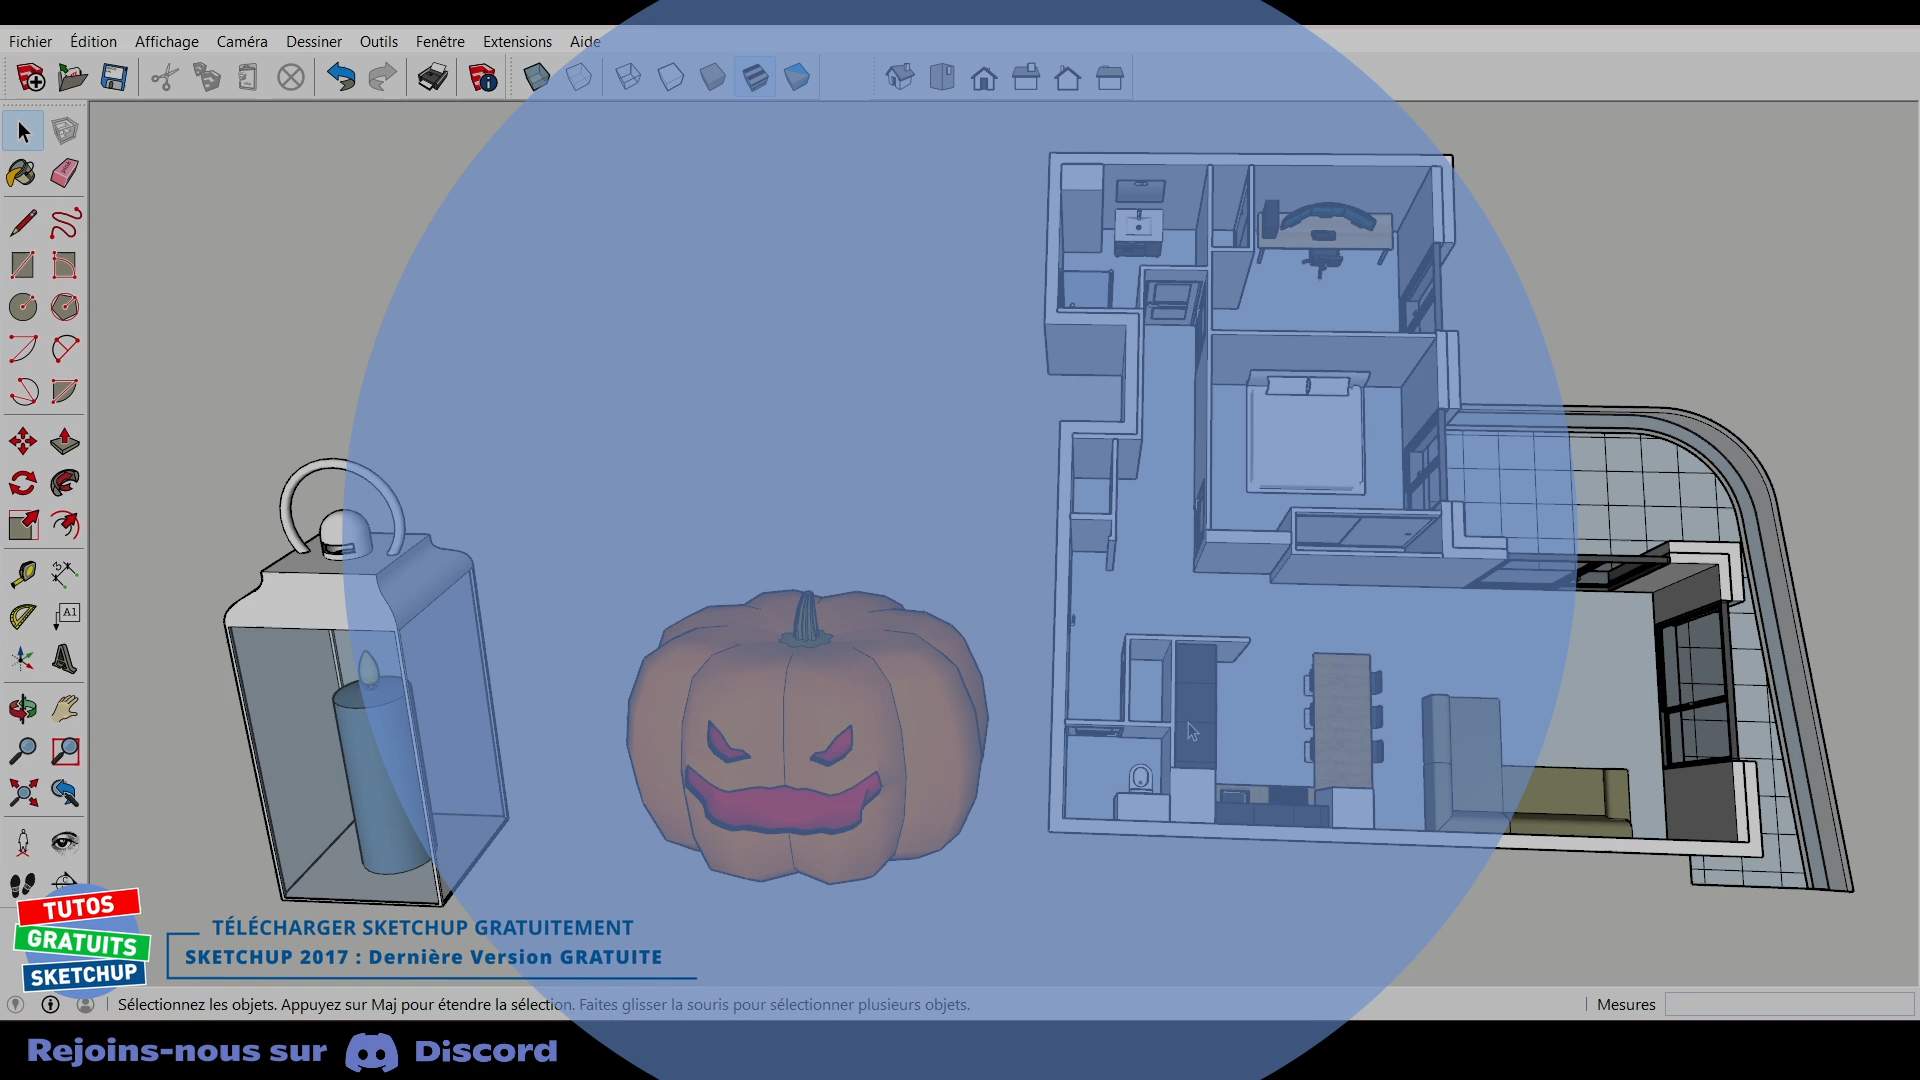 Fichier Édition Affichage Caméra Dessiner Outils Fenêtre Extensions Aide
A1
TÉLÉCHARGER SKETCHUP GRATUITEMENT
SKETCHUP 2017 : Dernière Version GRATUITE
TUTOS
GRATUITS
SKETCHUP
Sélectionnez les objets. Appuyez sur Maj pour étendre la sélection. Faites glisser la souris pour sélectionner plusieurs objets.
Mesures
Rejoins-nous sur Discord